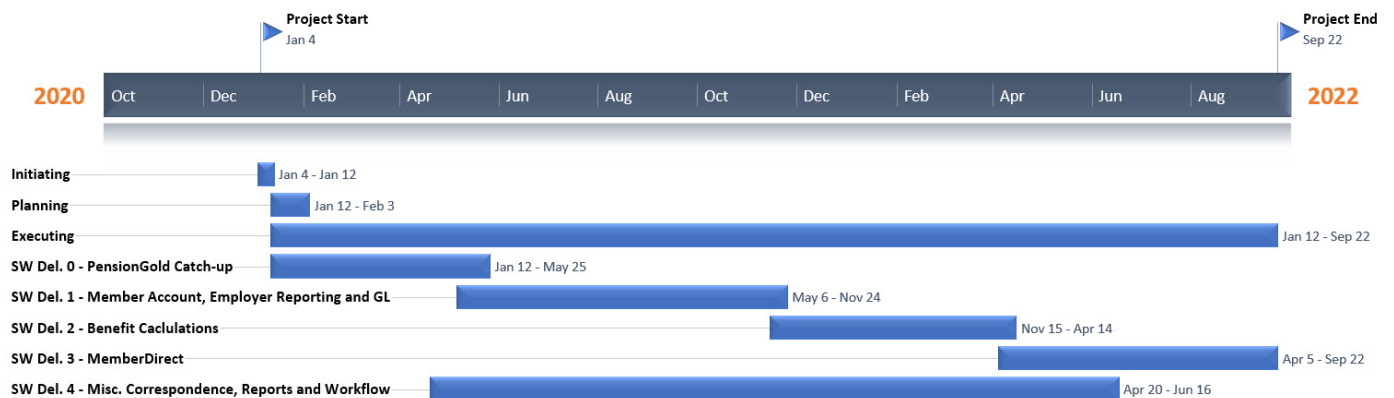 Project Start
Jan 4
Project End
Sep 22
2020 Oct Dec Feb Apr Jun Aug Oct Dec Feb Apr Jun Aug 2022
Initiating Jan 4 - Jan 12
Planning Jan 12 - Feb 3
Executing Jan 12 - Sep 22
SW Del. 0 - PensionGold Catch-up Jan 12 - May 25
SW Del. 1 - Member Account, Employer Reporting and GL May 6 - Nov 24
SW Del. 2 - Benefit Caclulations Nov 15 - Apr 14
SW Del. 3 - MemberDirect Apr 5 - Sep 22
SW Del. 4 - Misc. Correspondence, Reports and Workflow Apr 20 - Jun 16